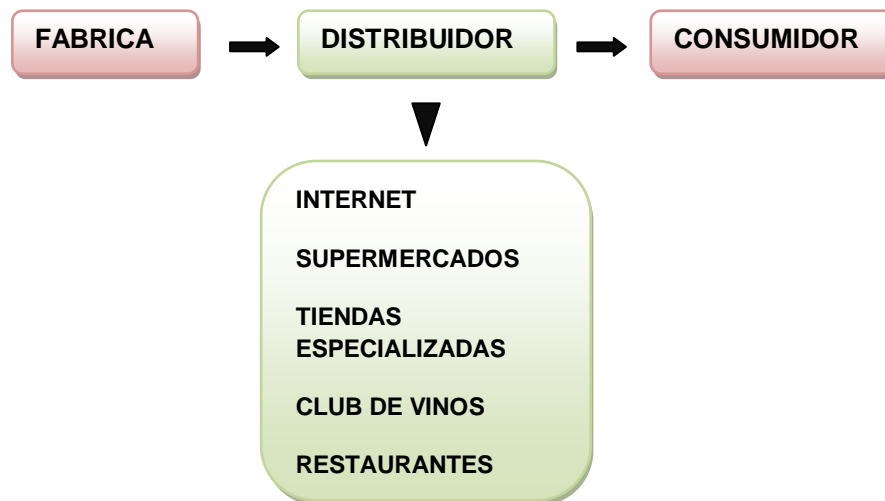 FABRICA
DISTRIBUIDOR
CONSUMIDOR
INTERNET
SUPERMERCADOS
TIENDAS
ESPECIALIZADAS
CLUB DE VINOS
RESTAURANTES